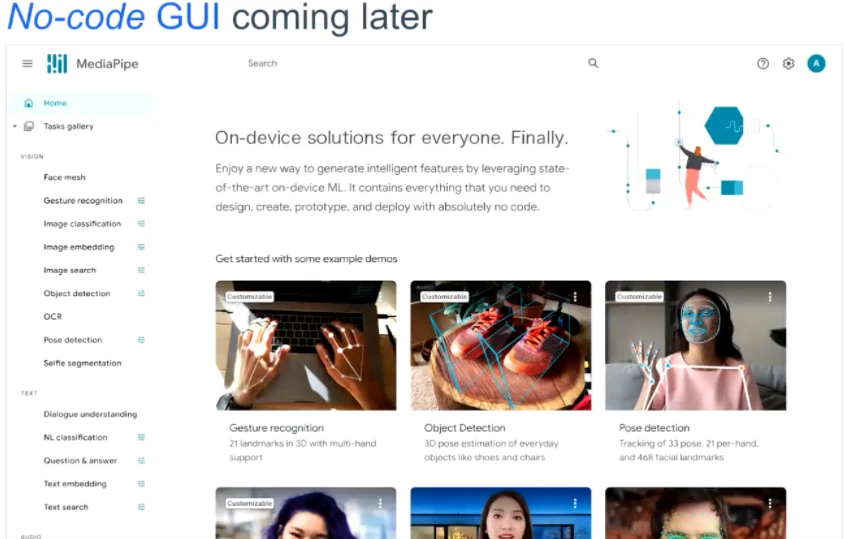 No-code GUI coming later
MediaPipe
Search
A
Home
Tasks gallery
VISION
Face mesh
Gesture recognition
Image classification
Image embedding
Image search
Object detection
OCR
Pose detection
Selfie segmentation
TEXT
Dialogue understanding
NL classification
Question & answer
Text embedding
Text search
AUDIO
On-device solutions for everyone. Finally.
Enjoy a new way to generate intelligent features by leveraging state-
of-the-art on-device ML. It contains everything that you need to
design, create, prototype, and deploy with absolutely no code.
Get started with some example demos
Customizable
Gesture recognition
21 landmarks in 3D with multi-hand
support
Customizable
Object Detection
3D pose estimation of everyday
objects like shoes and chairs
Customizable
Pose detection
Tracking of 33 pose, 21 per-hand,
and 468 facial landmarks
Customizable